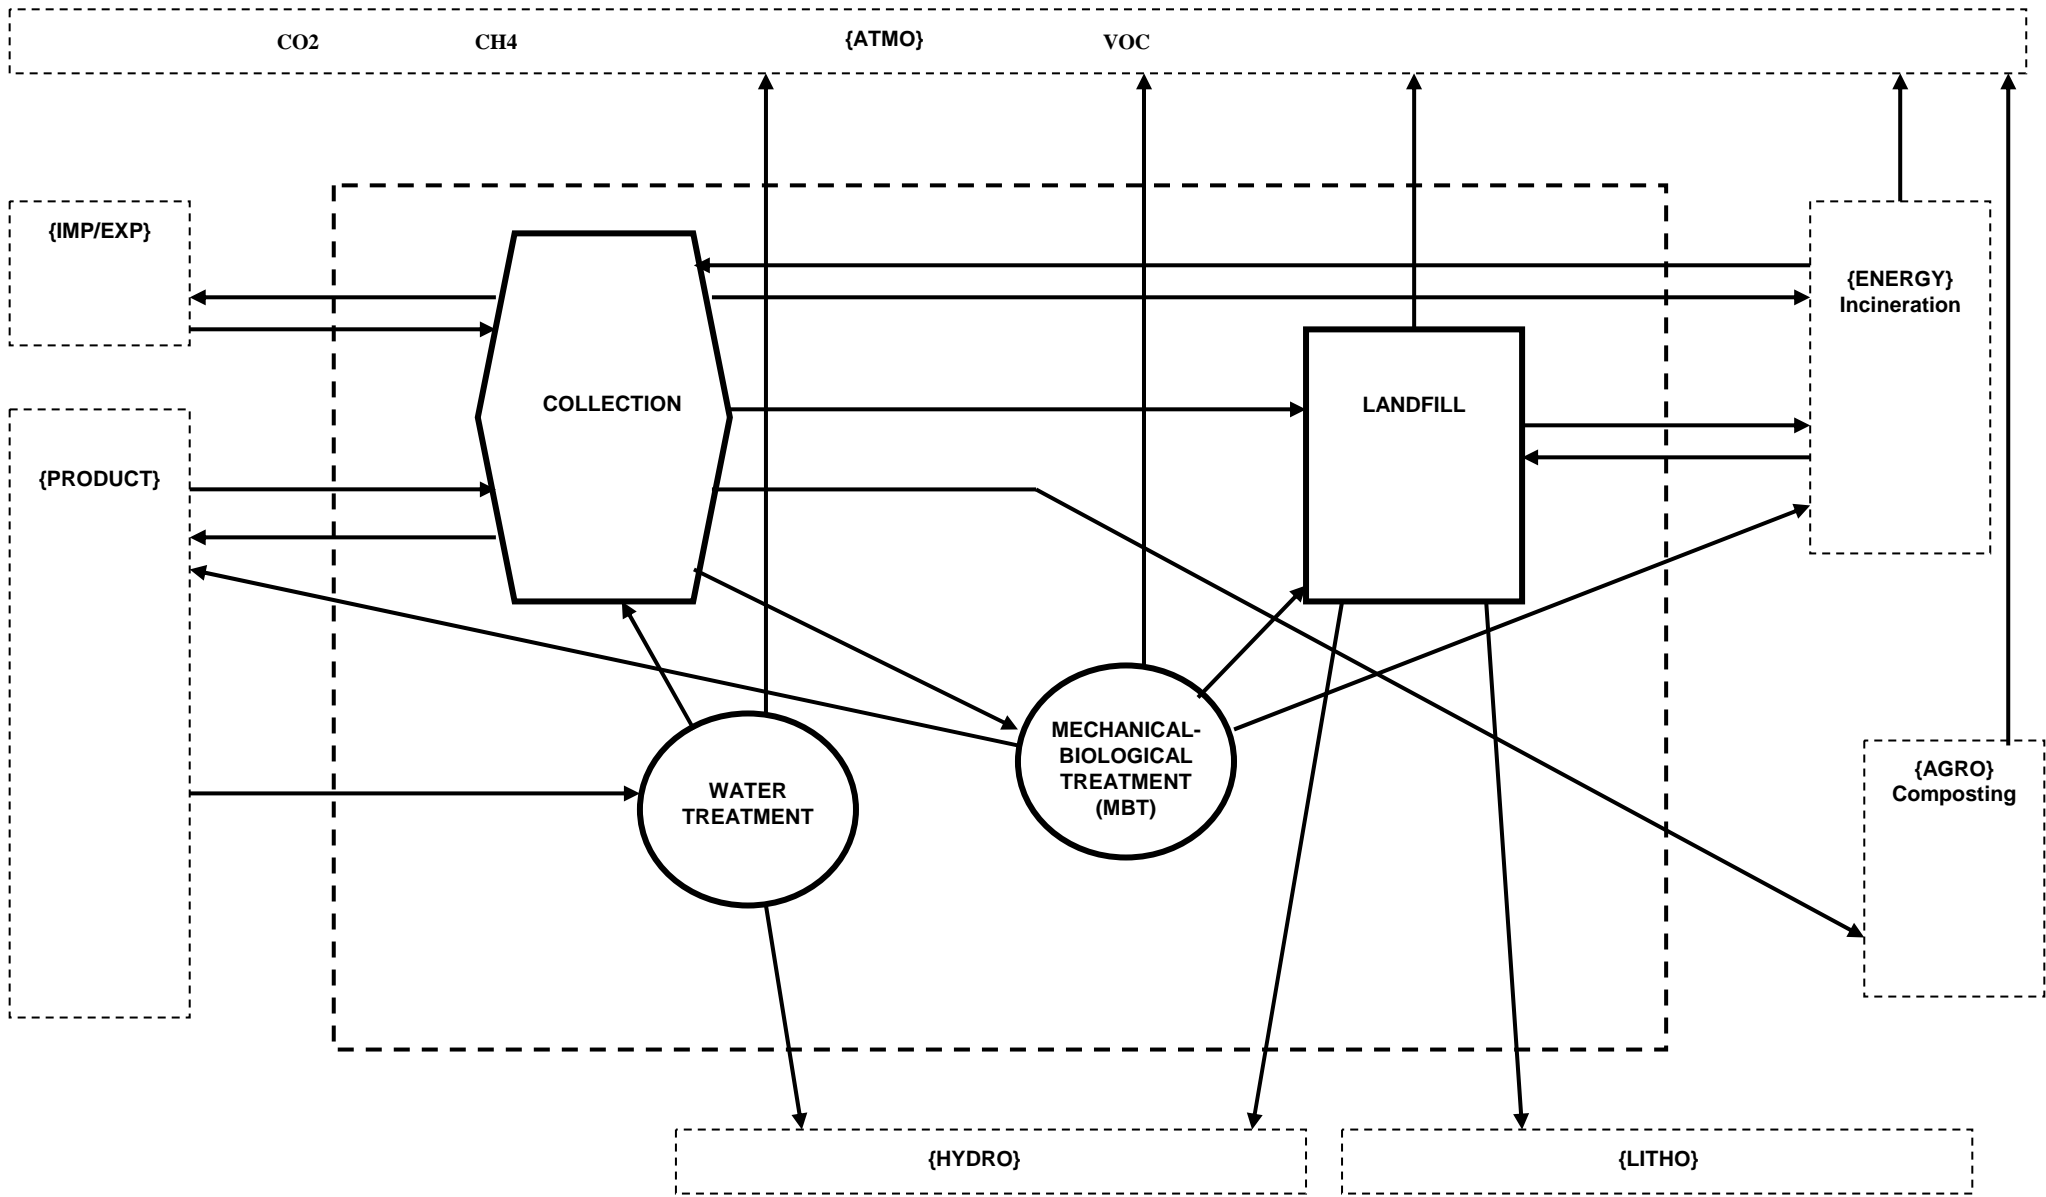 CO2 CH4 {ATMO} VOC
{IMP/EXP}
{ENERGY}
Incineration
COLLECTION
LANDFILL
{PRODUCT}
MECHANICAL-
BIOLOGICAL
TREATMENT
(MBT)
WATER
TREATMENT
{AGRO}
Composting
{HYDRO}
{LITHO}